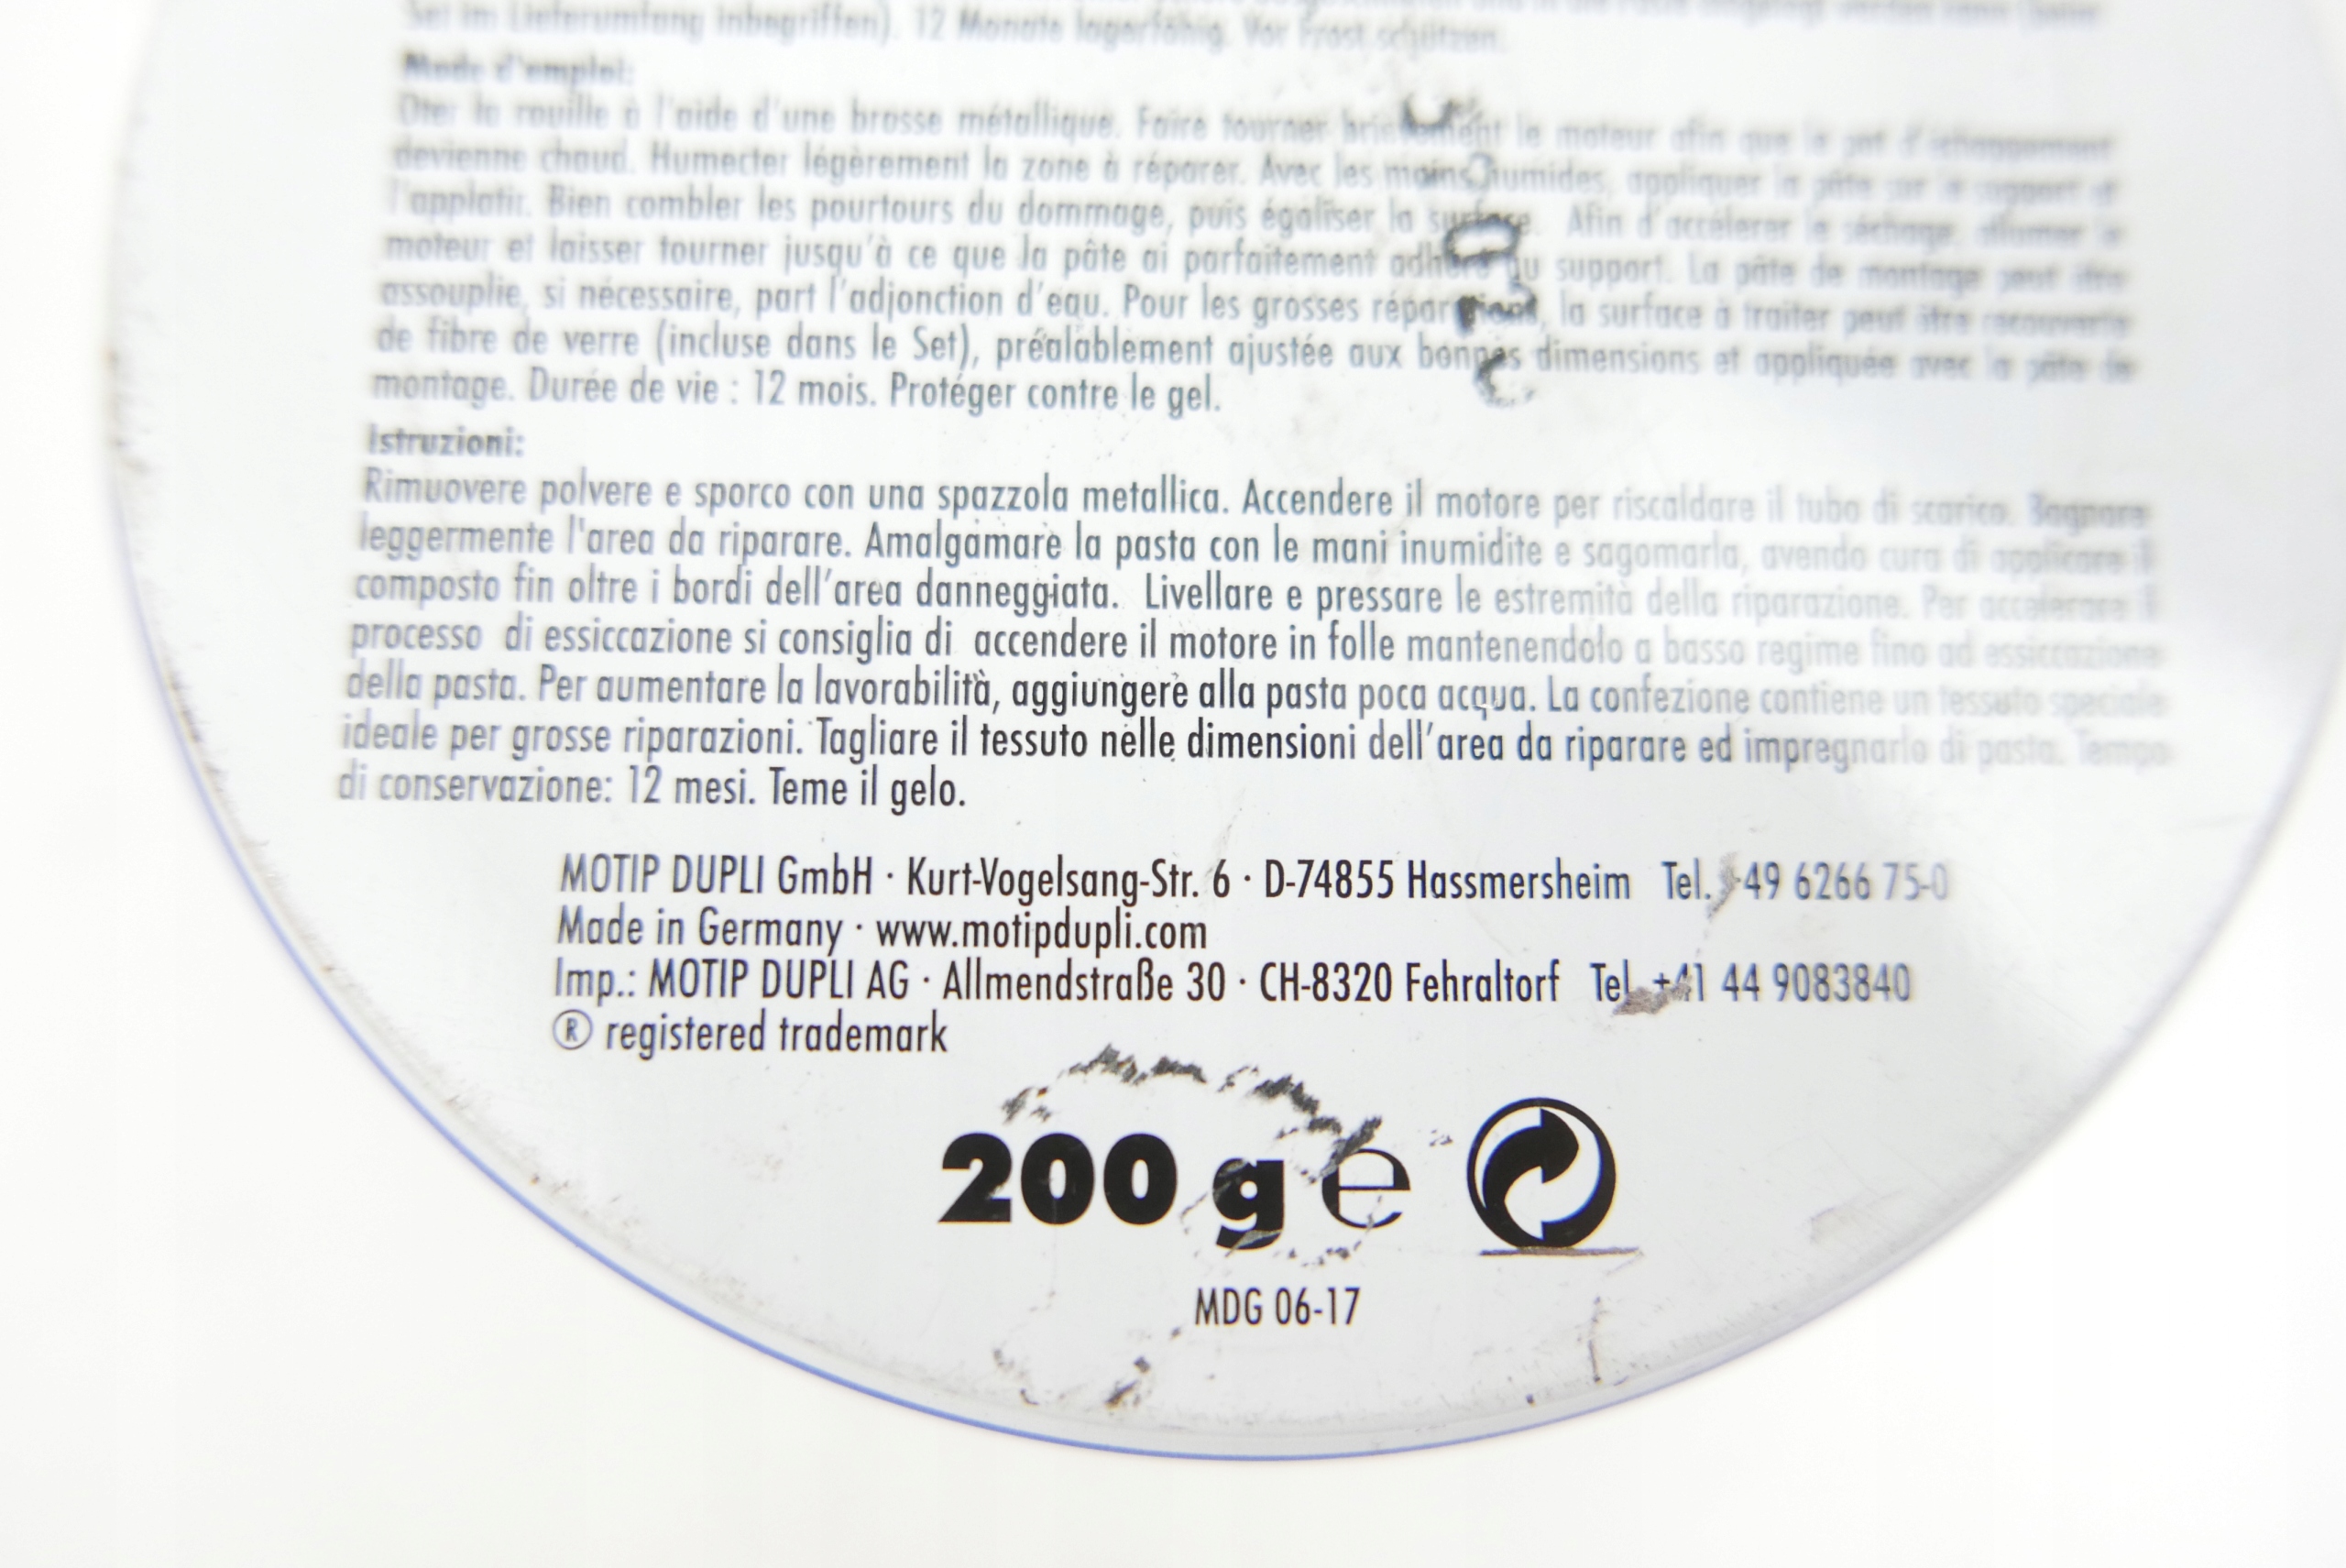 Set im Lieferumfang inbegriffen). 12 Monate lagerfähig. Vor Frost schützen.
Mode d'emploi:
Oter la rouille à l'aide d'une brosse métallique. Faire tourner brièvement le moteur afin que le pot d'échappement
devienne chaud. Humecter légèrement la zone à réparer. Avec les mains humides, appliquer la pâte sur le support et
l'applatir. Bien combler les pourtours du dommage, puis égaliser la surface. Afin d'accélerer le séchage, allumer le
moteur et laisser tourner jusqu'à ce que la pâte ai parfaitement adhéré au support. La pâte de montage peut être
assouplie, si nécessaire, part l'adjonction d'eau. Pour les grosses réparations, la surface à traiter peut être recouverte
de fibre de verre (incluse dans le Set), préalablement ajustée aux bonnes dimensions et appliquée avec la pâte de
montage. Durée de vie : 12 mois. Protéger contre le gel.
Istruzioni:
Rimuovere polvere e sporco con una spazzola metallica. Accendere il motore per riscaldare il tubo di scarico. Bagnare
leggermente l'area da riparare. Amalgamare la pasta con le mani inumidite e sagomarla, avendo cura di applicare il
composto fin oltre i bordi dell'area danneggiata. Livellare e pressare le estremità della riparazione. Per accelerare il
processo di essiccazione si consiglia di accendere il motore in folle mantenendolo a basso regime fino ad essiccazione
della pasta. Per aumentare la lavorabilità, aggiungere alla pasta poca acqua. La confezione contiene un tessuto speciale
ideale per grosse riparazioni. Tagliare il tessuto nelle dimensioni dell'area da riparare ed impregnarlo di pasta. Tempo
di conservazione: 12 mesi. Teme il gelo.
MOTIP DUPLI GmbH · Kurt-Vogelsang-Str. 6 · D-74855 Hassmersheim Tel. +49 6266 75-0
Made in Germany · www.motipdupli.com
Imp.: MOTIP DUPLI AG · Allmendstraße 30 · CH-8320 Fehraltorf Tel. +41 44 9083840
® registered trademark
200 g e
MDG 06-17